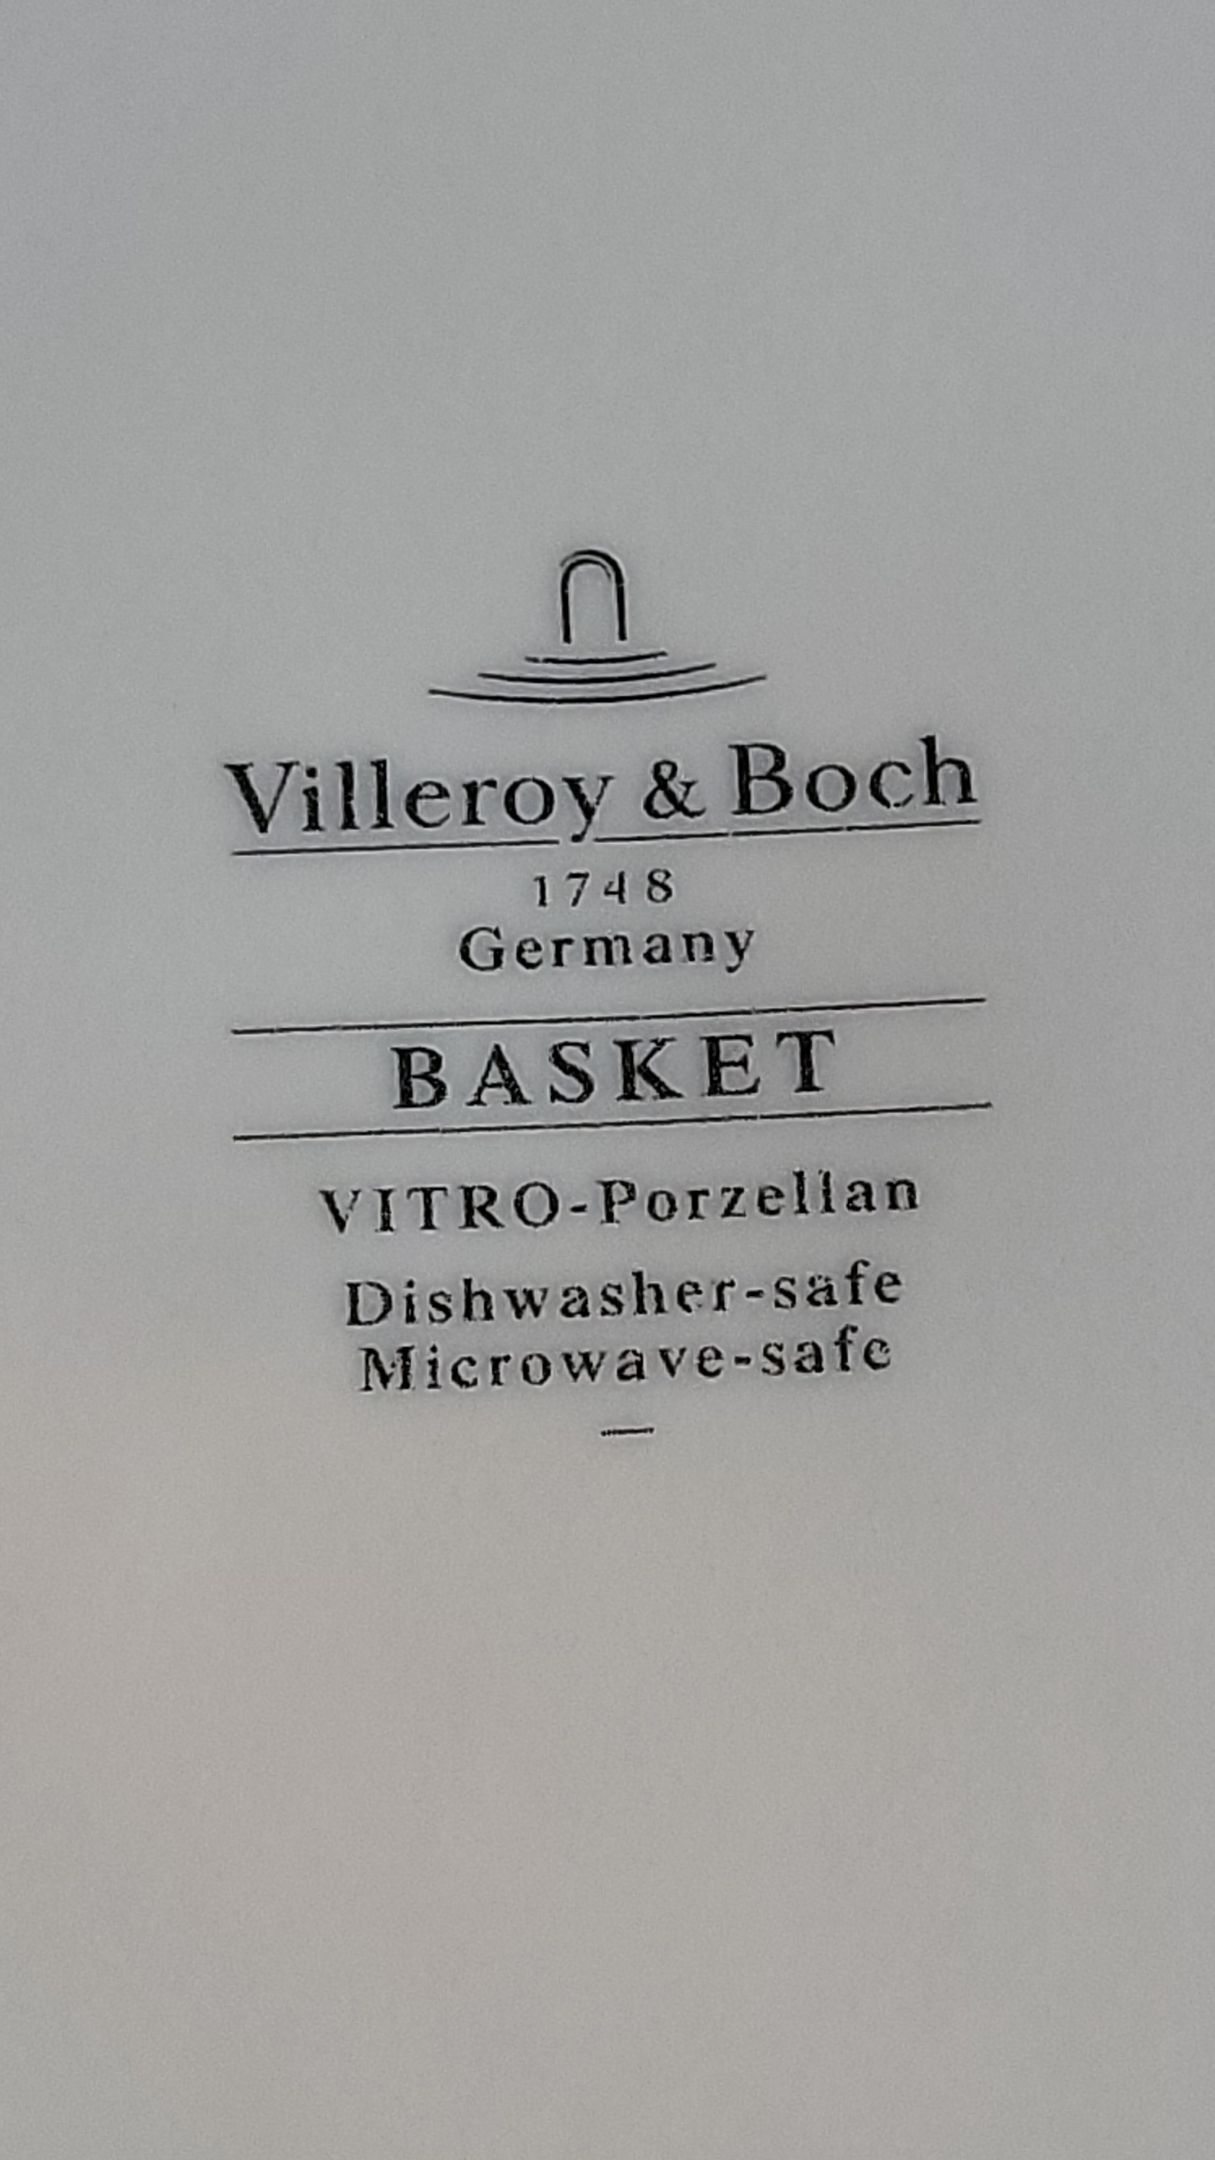 Villeroy & Boch
1748
Germany
BASKET
VITRO-Porzellan
Dishwasher-safe
Microwave-safe